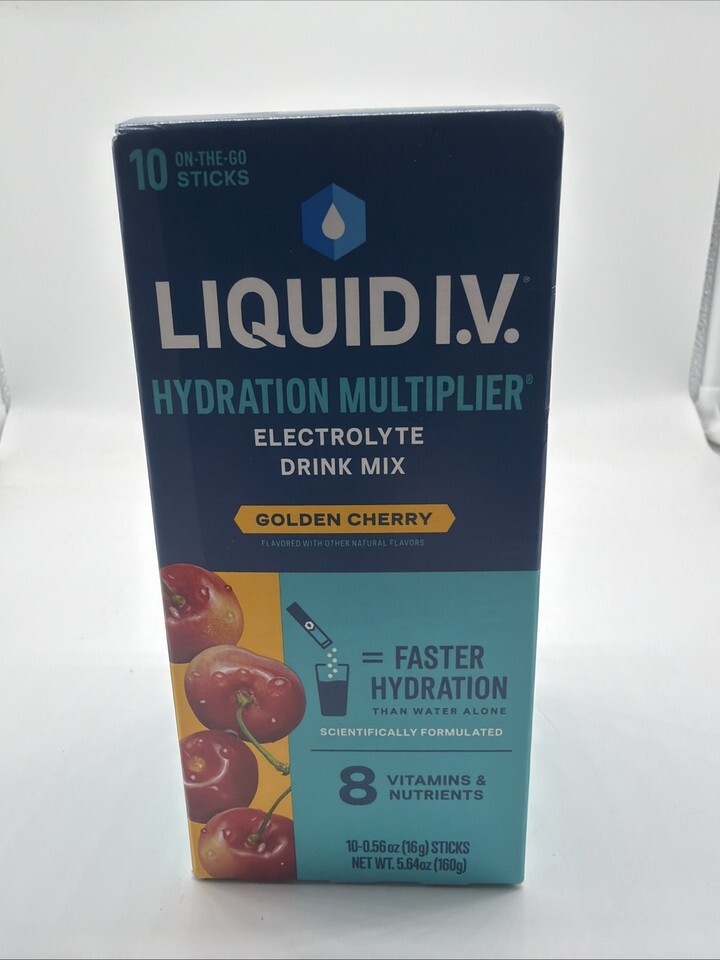 10 ON-THE-GO
STICKS
LIQUID I.V.®
HYDRATION MULTIPLIER®
ELECTROLYTE
DRINK MIX
GOLDEN CHERRY
FLAVORED WITH OTHER NATURAL FLAVORS
= FASTER
HYDRATION
THAN WATER ALONE
SCIENTIFICALLY FORMULATED
8 VITAMINS &
NUTRIENTS
10-0.56 oz (16g) STICKS
NET WT. 5.64oz (160g)